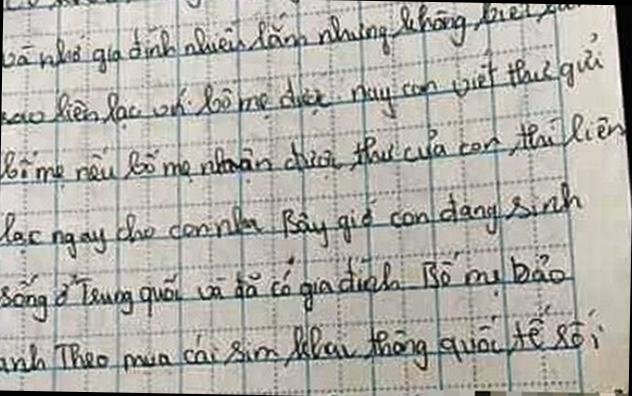 và nhớ gia đình nhiều lắm nhưng không biết
sao liên lạc với bố mẹ được nay con viết thư gửi
bố mẹ nếu bố mẹ nhận được thư của con thì liên
lạc ngay cho con nha Bây giờ con đang sinh
sống ở Trung quốc và đã có gia đình Bố mẹ bảo
anh Theo mua cái sim khai thông quốc tế rồi